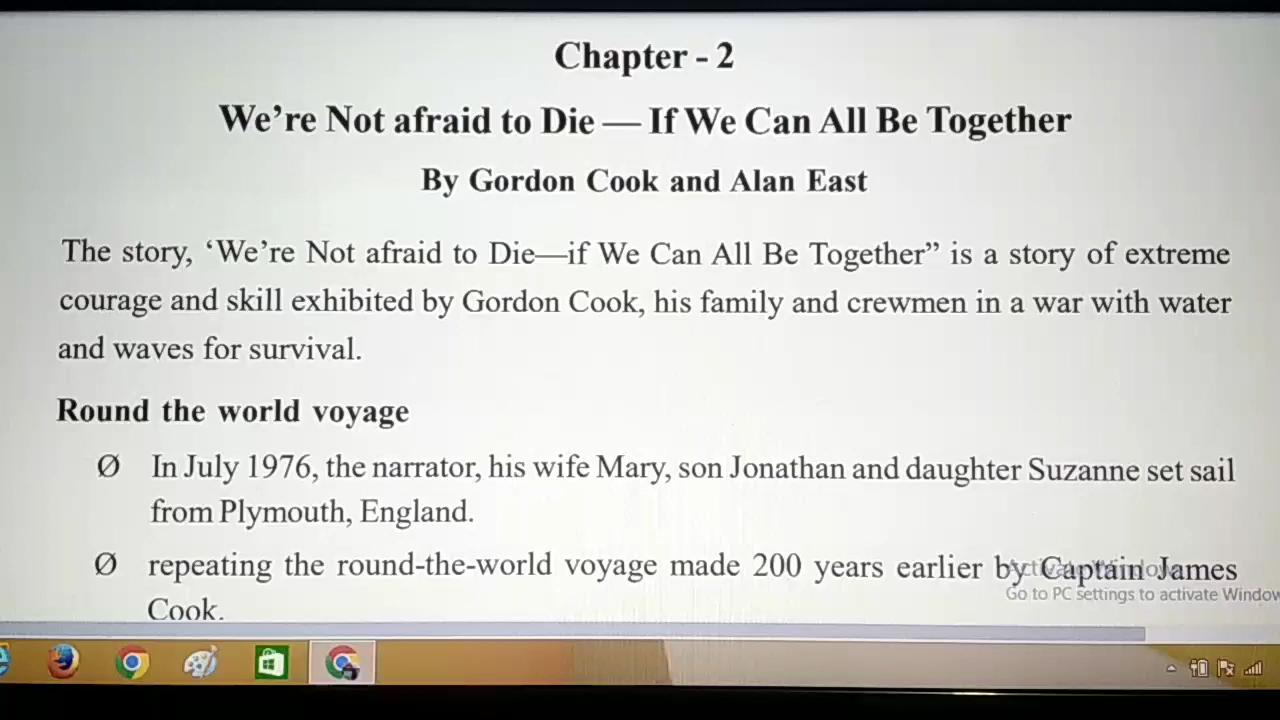 Chapter - 2
We're Not afraid to Die — If We Can All Be Together
By Gordon Cook and Alan East
The story, ‘We're Not afraid to Die—if We Can All Be Together” is a story of extreme
courage and skill exhibited by Gordon Cook, his family and crewmen in a war with water
and waves for survival.
Round the world voyage
Ø In July 1976, the narrator, his wife Mary, son Jonathan and daughter Suzanne set sail
from Plymouth, England.
Ø repeating the round-the-world voyage made 200 years earlier by Captain James
Cook.
Activate Windows
Go to PC settings to activate Window